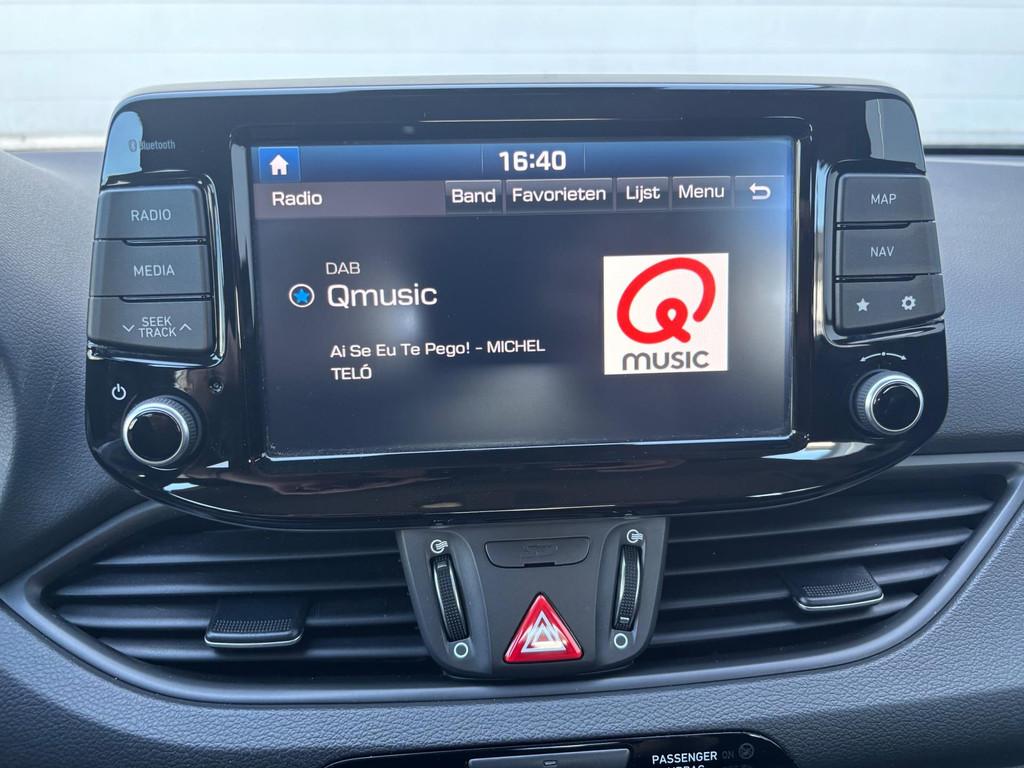 Bluetooth
16:40
Radio
Band
Favorieten
Lijst
Menu
RADIO
MEDIA
SEEK
TRACK
MAP
NAV
DAB
Qmusic
Ai Se Eu Te Pego! - MICHEL
TELÓ
Q
MUSIC
PASSENGER ON